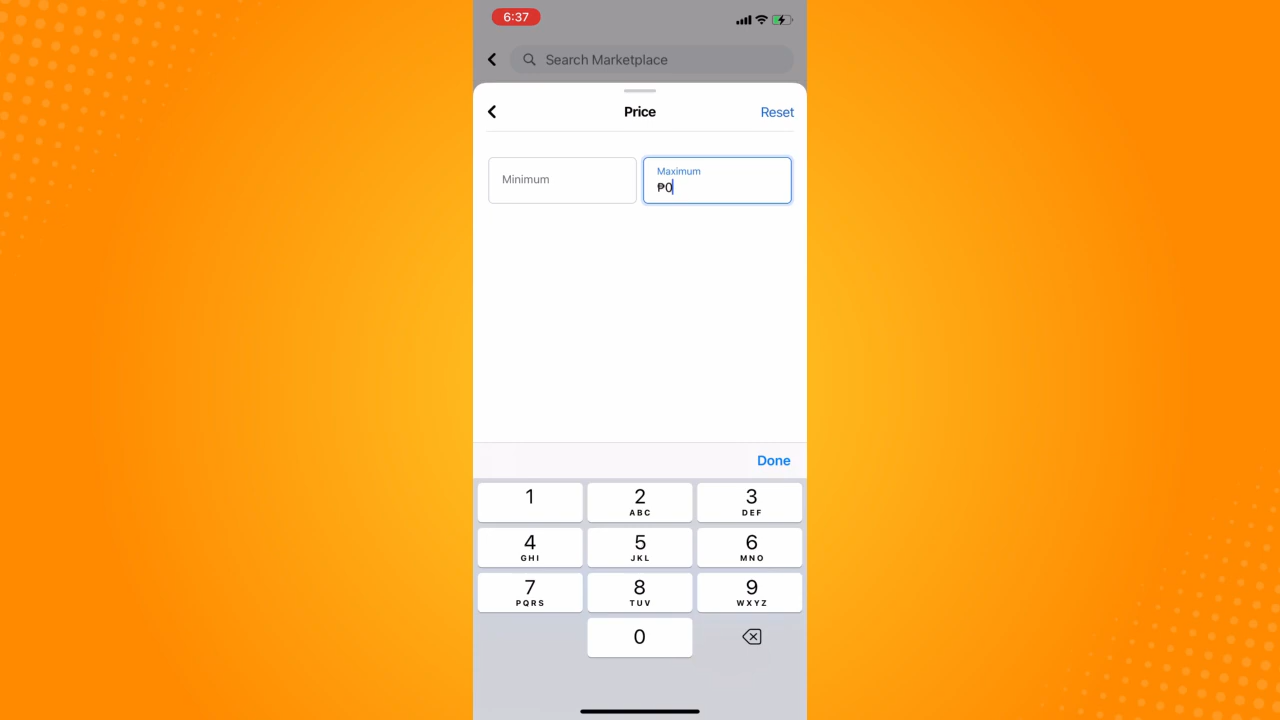 6:37
Search Marketplace
Price
Reset
Minimum
Maximum
₱0
Done
1
2
ABC
3
DEF
4
GHI
5
JKL
6
MNO
7
PQRS
8
TUV
9
WXYZ
0